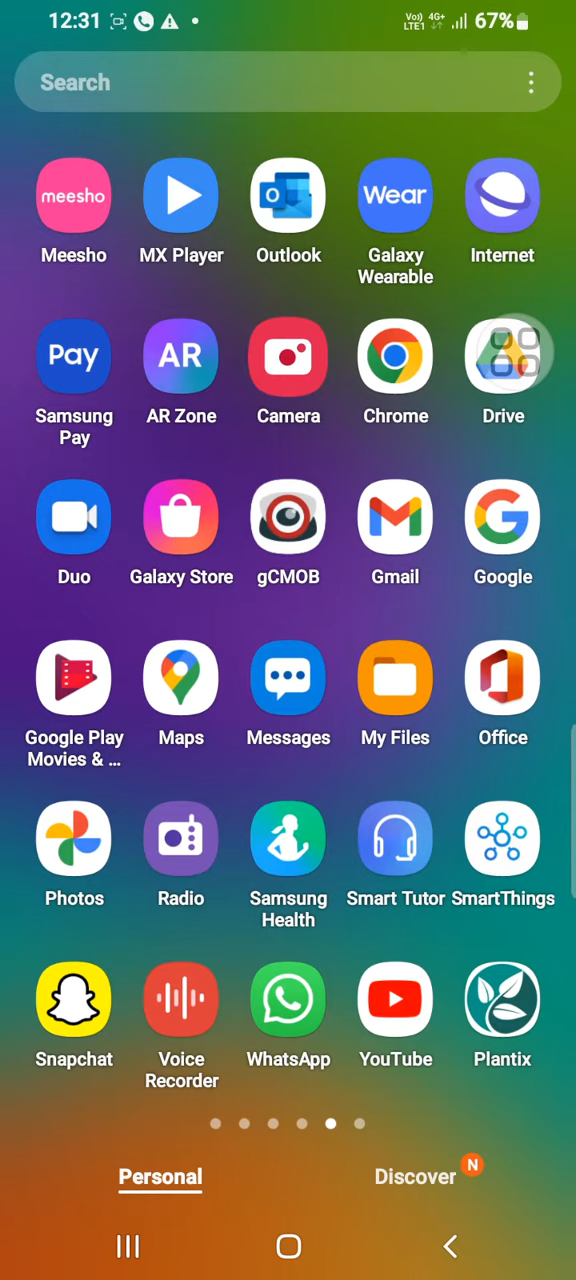 12:31 Vo) LTE1 4G+ 67%
Search
meesho Wear
Meesho MX Player Outlook Galaxy Wearable Internet
Pay AR
Samsung Pay AR Zone Camera Chrome Drive
Duo Galaxy Store gCMOB Gmail Google
Google Play Movies & ... Maps Messages My Files Office
Photos Radio Samsung Health Smart Tutor SmartThings
Snapchat Voice Recorder WhatsApp YouTube Plantix
Personal Discover N